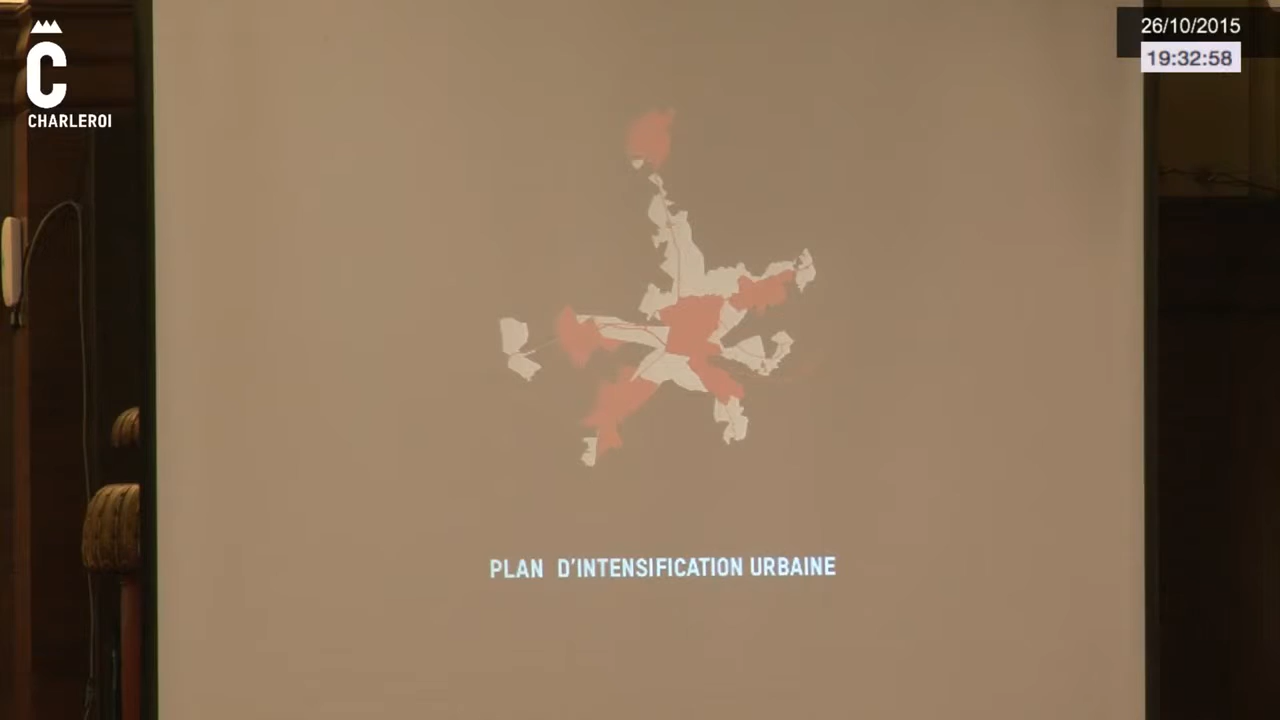 Č
CHARLEROI
26/10/2015
19:32:58
PLAN D'INTENSIFICATION URBAINE